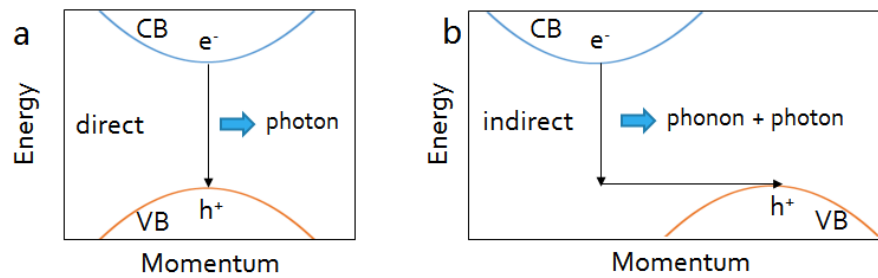 a
CB
e⁻
Energy
direct
photon
h⁺
VB
Momentum
b
CB
e⁻
Energy
indirect
phonon + photon
h⁺
VB
Momentum